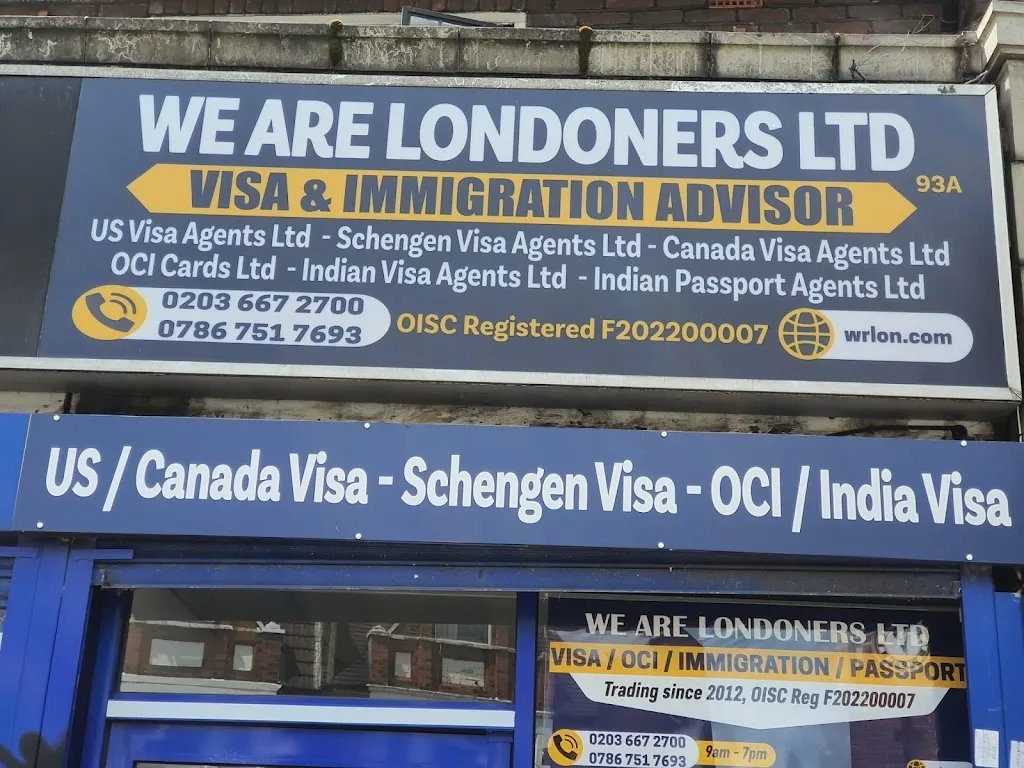 WE ARE LONDONERS LTD
VISA & IMMIGRATION ADVISOR
93A
US Visa Agents Ltd - Schengen Visa Agents Ltd - Canada Visa Agents Ltd
OCI Cards Ltd - Indian Visa Agents Ltd - Indian Passport Agents Ltd
0203 667 2700
0786 751 7693
OISC Registered F202200007
wrlon.com
US / Canada Visa - Schengen Visa - OCI / India Visa
WE ARE LONDONERS LTD
VISA / OCI / IMMIGRATION / PASSPORT
Trading since 2012, OISC Reg F202200007
0203 667 2700
0786 751 7693
9am - 7pm